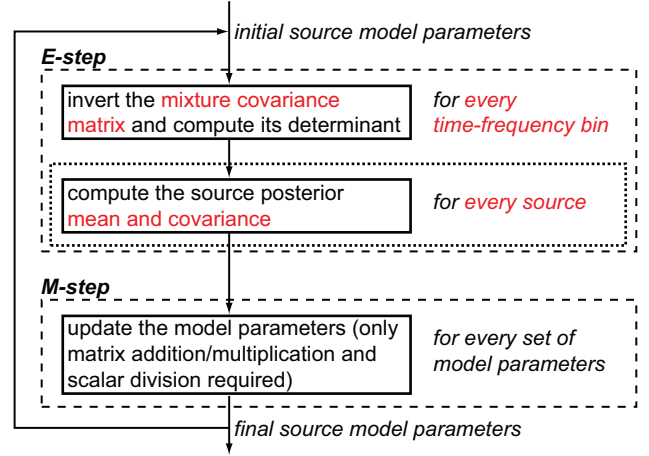 initial source model parameters
E-step
invert the mixture covariance
matrix and compute its determinant
for every
time-frequency bin
compute the source posterior
mean and covariance
for every source
M-step
update the model parameters (only
matrix addition/multiplication and
scalar division required)
for every set of
model parameters
final source model parameters